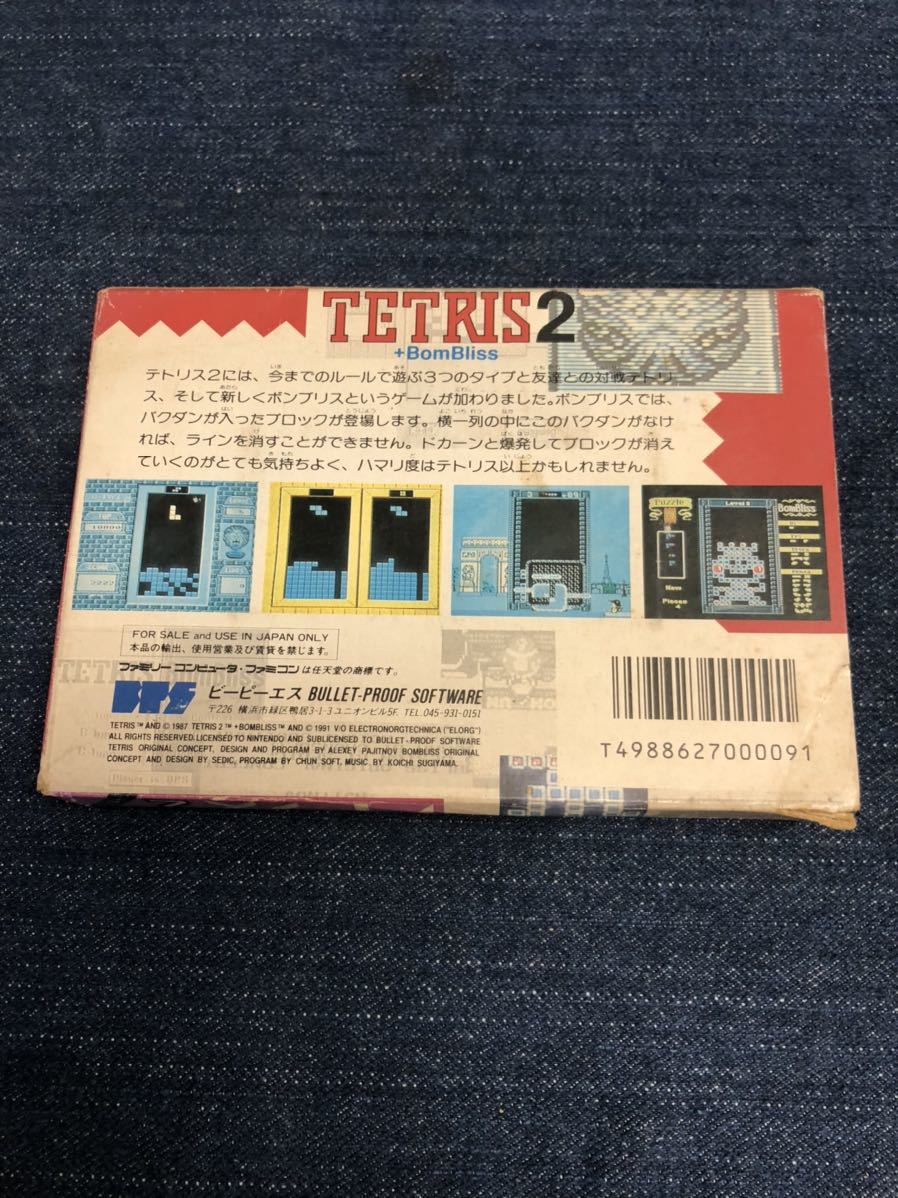 TETRIS2
+BomBliss
テトリス2には、今までのルールで遊ぶ3つのタイプと友達との対戦テトリ
ス、そして新しくボンブリスというゲームが加わりました。ボンブリスでは、
バクダンが入ったブロックが登場します。横一列の中にこのバクダンがなけ
れば、ラインを消すことができません。ドカーンと爆発してブロックが消え
ていくのがとても気持ちよく、ハマリ度はテトリス以上かもしれません。
10000
Puzzle
Level 8
BomBliss
Now
Piece
FOR SALE and USE IN JAPAN ONLY
本品の輸出、使用営業及び賃貸を禁じます。
ファミリーコンピュータ・ファミコンは任天堂の商標です。
BPS ビーピーエス BULLET-PROOF SOFTWARE
〒226 横浜市緑区鴨居3-1-3ユニオンビル5F. TEL.045-931-0151
TETRIS™ AND © 1987 TETRIS 2™ +BOMBLISS™ AND © 1991 V/O ELECTRONORGTECHNICA ("ELORG")
ALL RIGHTS RESERVED. LICENSED TO NINTENDO AND SUBLICENSED TO BULLET-PROOF SOFTWARE
TETRIS ORIGINAL CONCEPT, DESIGN AND PROGRAM BY ALEXEY PAJITNOV BOMBLISS ORIGINAL
CONCEPT AND DESIGN BY SEDIC, PROGRAM BY CHUN SOFT, MUSIC BY KOICHI SUGIYAMA.
T4988627000091